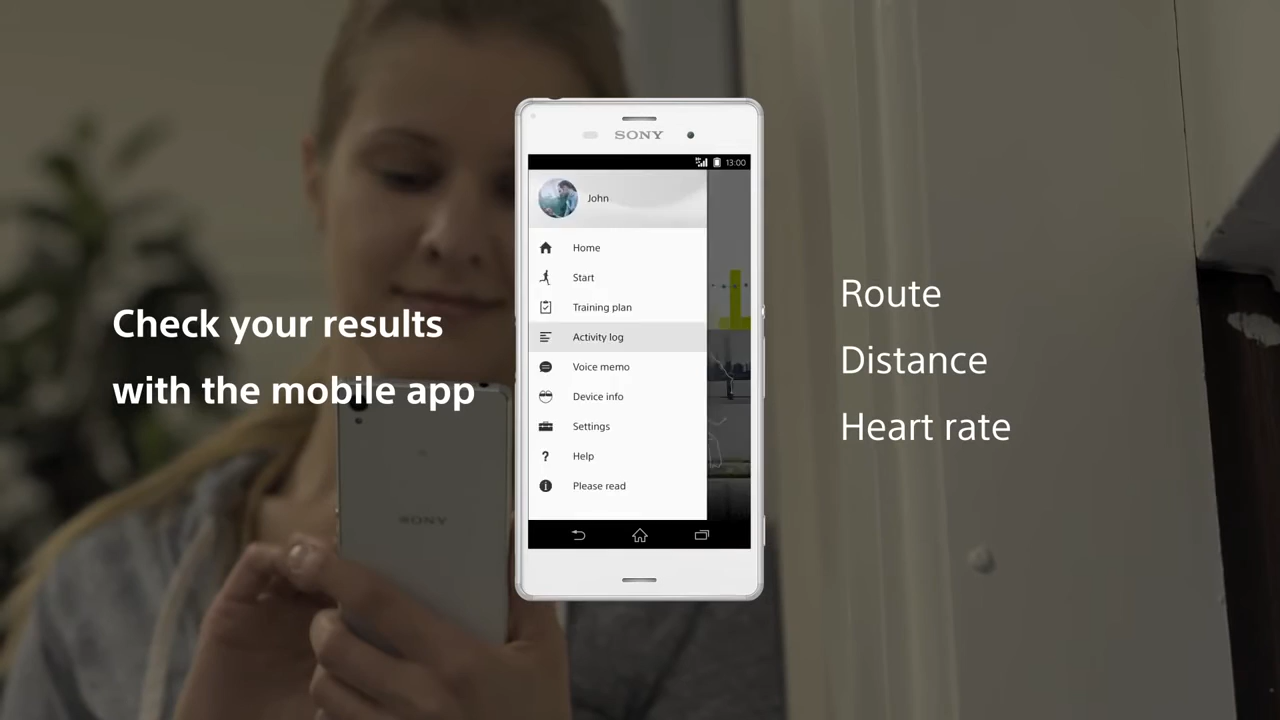 Check your results
with the mobile app
SONY
13:00
John
Home
Start
Training plan
Activity log
Voice memo
Device info
Settings
Help
Please read
Route
Distance
Heart rate
SONY